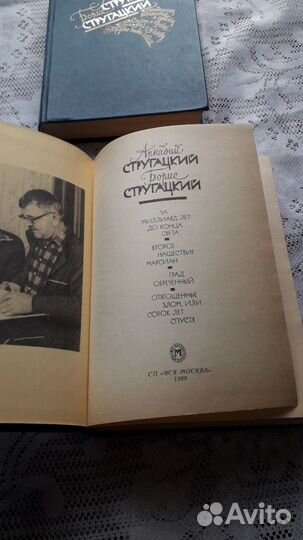 Борис
СТРУГАЦКИЙ
Аркадий
СТРУГАЦКИЙ
Борис
СТРУГАЦКИЙ
ЗА
МИЛЛИАРД ЛЕТ
ДО КОНЦА
СВЕТА
ВТОРОЕ
НАШЕСТВИЕ
МАРСИАН
ГРАД
ОБРЕЧЕННЫЙ
ОТЯГОЩЕННЫЕ
ЗЛОМ, ИЛИ
СОРОК ЛЕТ
СПУСТЯ
М
СП «ВСЯ МОСКВА»
1989
Avito